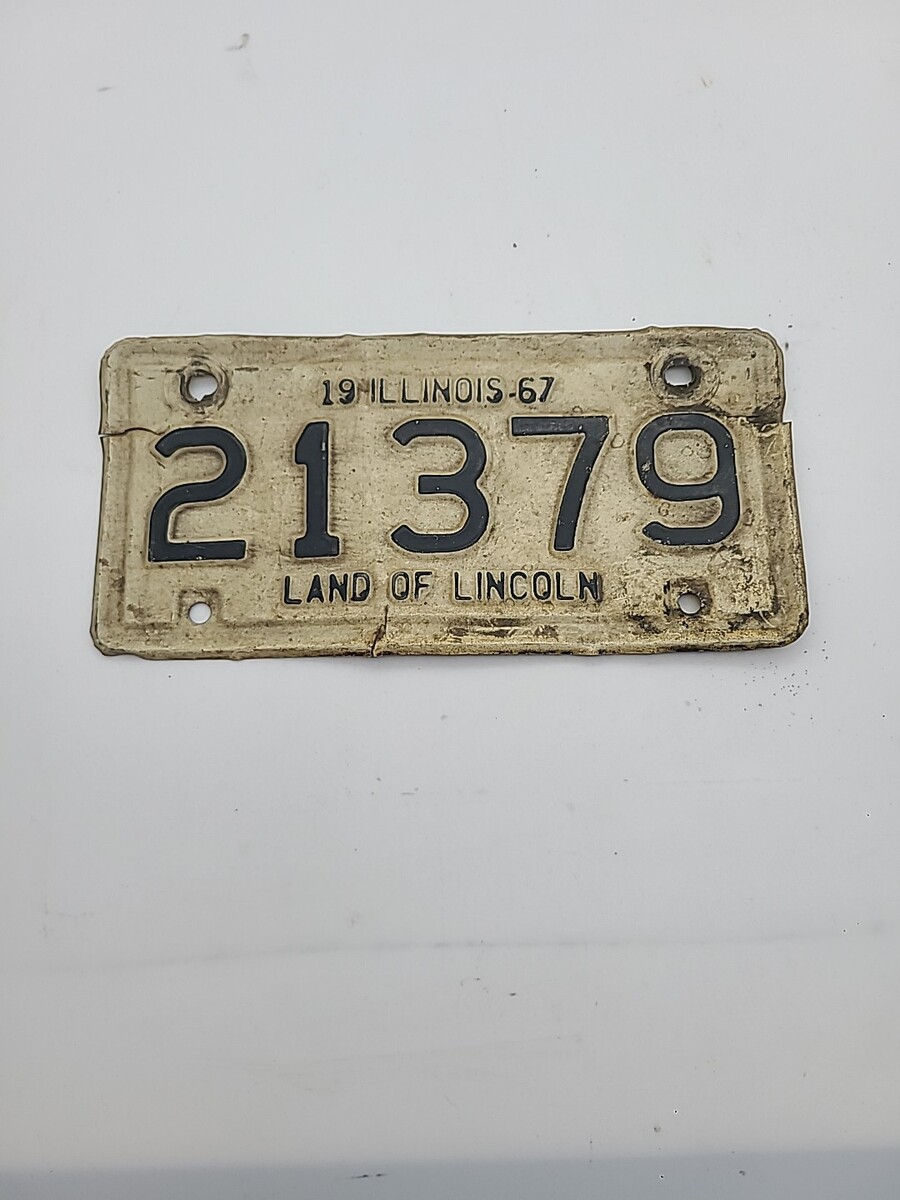 19 ILLINOIS-67
21379
LAND OF LINCOLN